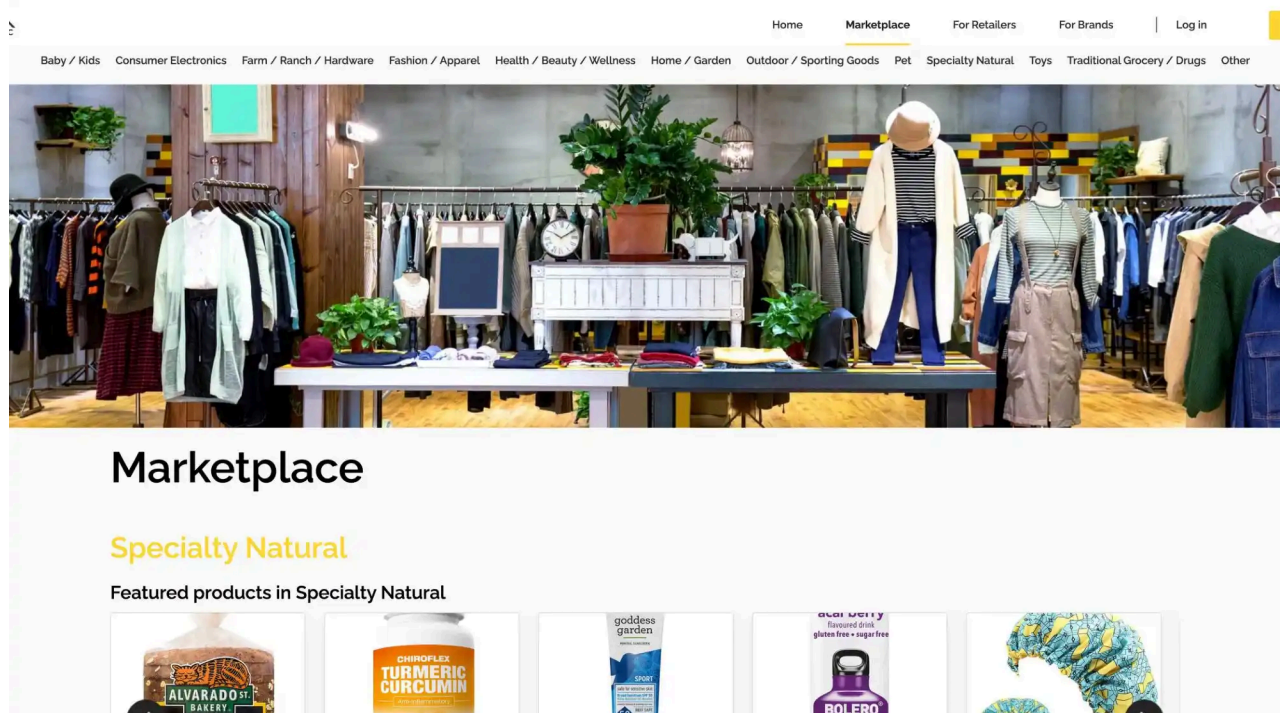 Home Marketplace For Retailers For Brands Log in
Baby / Kids Consumer Electronics Farm / Ranch / Hardware Fashion / Apparel Health / Beauty / Wellness Home / Garden Outdoor / Sporting Goods Pet Specialty Natural Toys Traditional Grocery / Drugs Other
Marketplace
Specialty Natural
Featured products in Specialty Natural
ALVARADO ST.
BAKERY
CHIROFLEX
TURMERIC
CURCUMIN
goddess
garden
SPORT
acai berry
flavoured drink
gluten free • sugar free
BOLERO